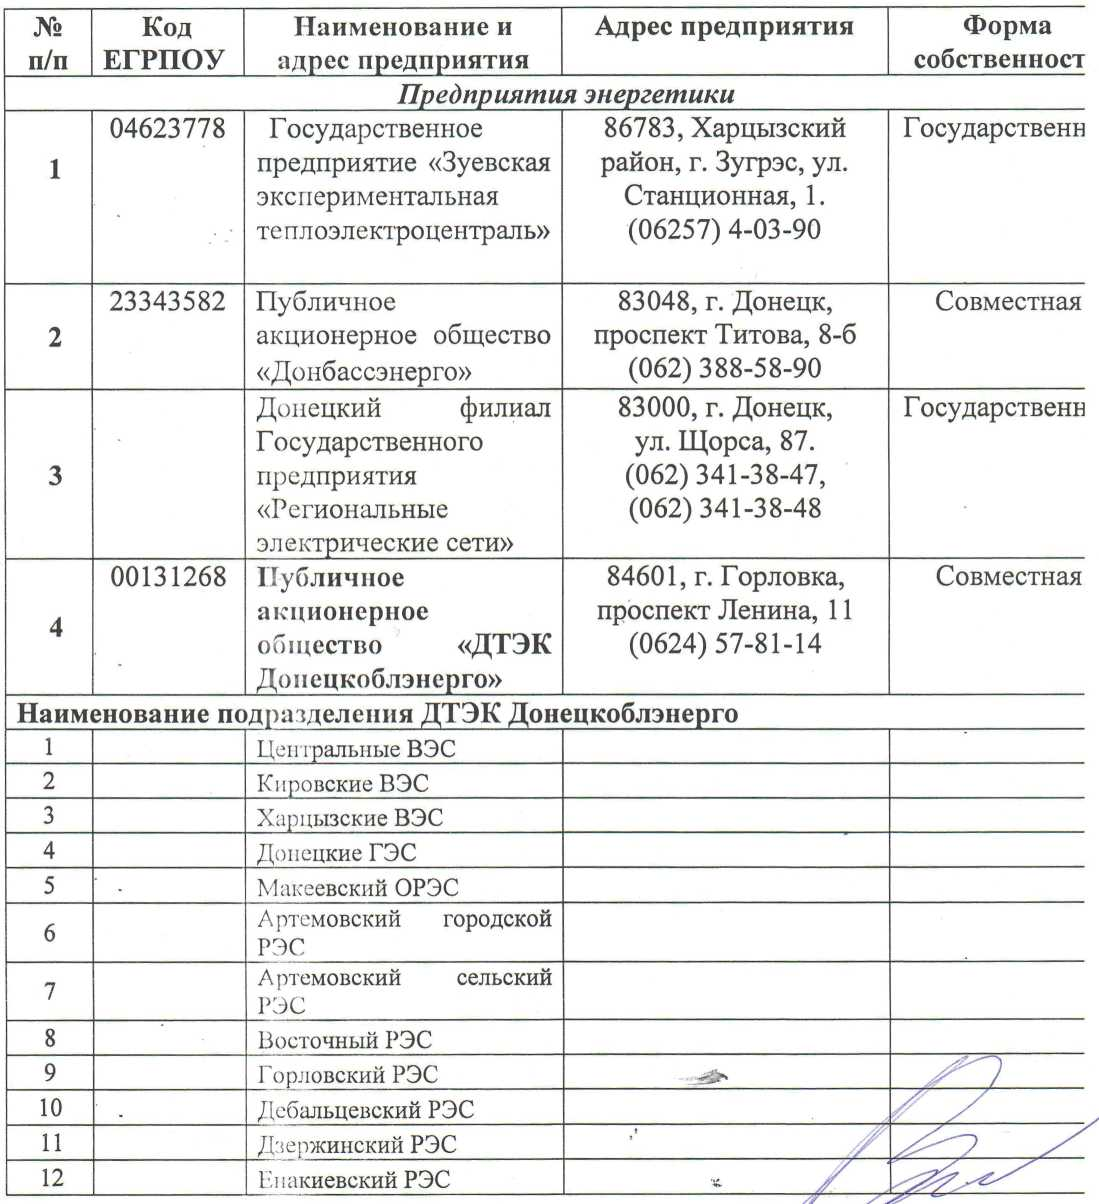 № п/п Код ЕГРПОУ Наименование и адрес предприятия Адрес предприятия Форма собственност
Предприятия энергетики
1 04623778 Государственное предприятие «Зуевская экспериментальная теплоэлектроцентраль» 86783, Харцызский район, г. Зугрэс, ул. Станционная, 1. (06257) 4-03-90 Государственн
2 23343582 Публичное акционерное общество «Донбассэнерго» 83048, г. Донецк, проспект Титова, 8-б (062) 388-58-90 Совместная
3 Донецкий филиал Государственного предприятия «Региональные электрические сети» 83000, г. Донецк, ул. Щорса, 87. (062) 341-38-47, (062) 341-38-48 Государственн
4 00131268 Публичное акционерное общество «ДТЭК Донецкоблэнерго» 84601, г. Горловка, проспект Ленина, 11 (0624) 57-81-14 Совместная
Наименование подразделения ДТЭК Донецкоблэнерго
1 Центральные ВЭС
2 Кировские ВЭС
3 Харцызские ВЭС
4 Донецкие ГЭС
5 Макеевский ОРЭС
6 Артемовский городской РЭС
7 Артемовский сельский РЭС
8 Восточный РЭС
9 Горловский РЭС
10 Дебальцевский РЭС
11 Дзержинский РЭС
12 Енакиевский РЭС